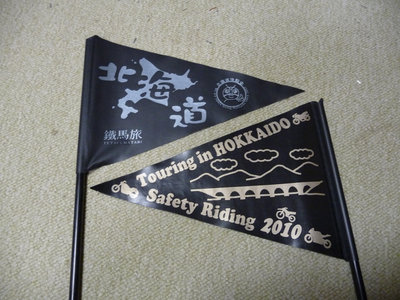 北海道
鐵馬旅
Touring in HOKKAIDO
Safety Riding 2010